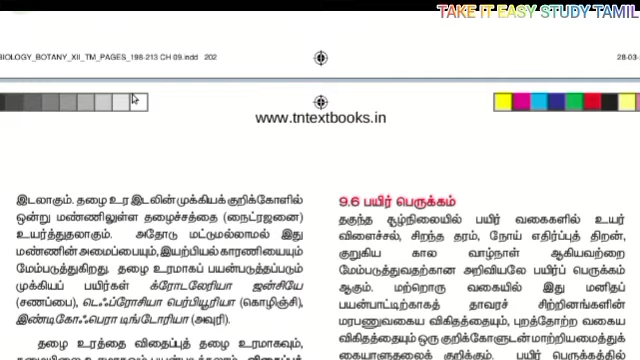 TAKE IT EASY STUDY TAMIL
BIOLOGY_BOTANY_XII_TM_PAGES_198-213 CH 09.indd 202
28-03-
www.tntextbooks.in
இடலாகும். தழை உர இடலின் முக்கியக் குறிக்கோளில்
ஒன்று மண்ணிலுள்ள தழைச்சத்தை (நைட்ரஜனை)
உயர்த்துதலாகும். அதோடு மட்டுமல்லாமல் இது
மண்ணின் அமைப்பையும், இயற்பியல் காரணியையும்
மேம்படுத்துகிறது. தழை உரமாகப் பயன்படுத்தப்படும்
முக்கியப் பயிர்கள் க்ரோடலேரியா ஜன்சியே
(சணப்பை), டெஃப்ரோசியா பெர்பியூரியா (கொழிஞ்சி),
இண்டிகோஃபெரா டிங்டோரியா (அவுரி).
தழை உரத்தை விதைப்புத் தழை உரமாகவும்,
9.6 பயிர் பெருக்கம்
தகுந்த சூழ்நிலையில் பயிர் வகைகளில் உயர்
விளைச்சல், சிறந்த தரம், நோய் எதிர்ப்புத் திறன்,
குறுகிய கால வாழ்நாள் ஆகியவற்றை
மேம்படுத்துவதற்கான அறிவியலே பயிர்ப் பெருக்கம்
ஆகும். மற்றொரு வகையில் இது மனிதப்
பயன்பாட்டிற்காகத் தாவரச் சிற்றினங்களின்
மரபணுவகைய விகிதத்தையும், புறத்தோற்ற வகைய
விகிதத்தையும் ஒரு குறிக்கோளுடன் மாற்றியமைத்துக்
கையாளுதலைக் குறிக்கும். பயிர் பெருக்கத்தில்